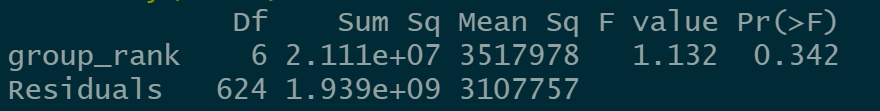 Df Sum Sq Mean Sq F value Pr(>F)
group_rank 6 2.111e+07 3517978 1.132 0.342
Residuals 624 1.939e+09 3107757